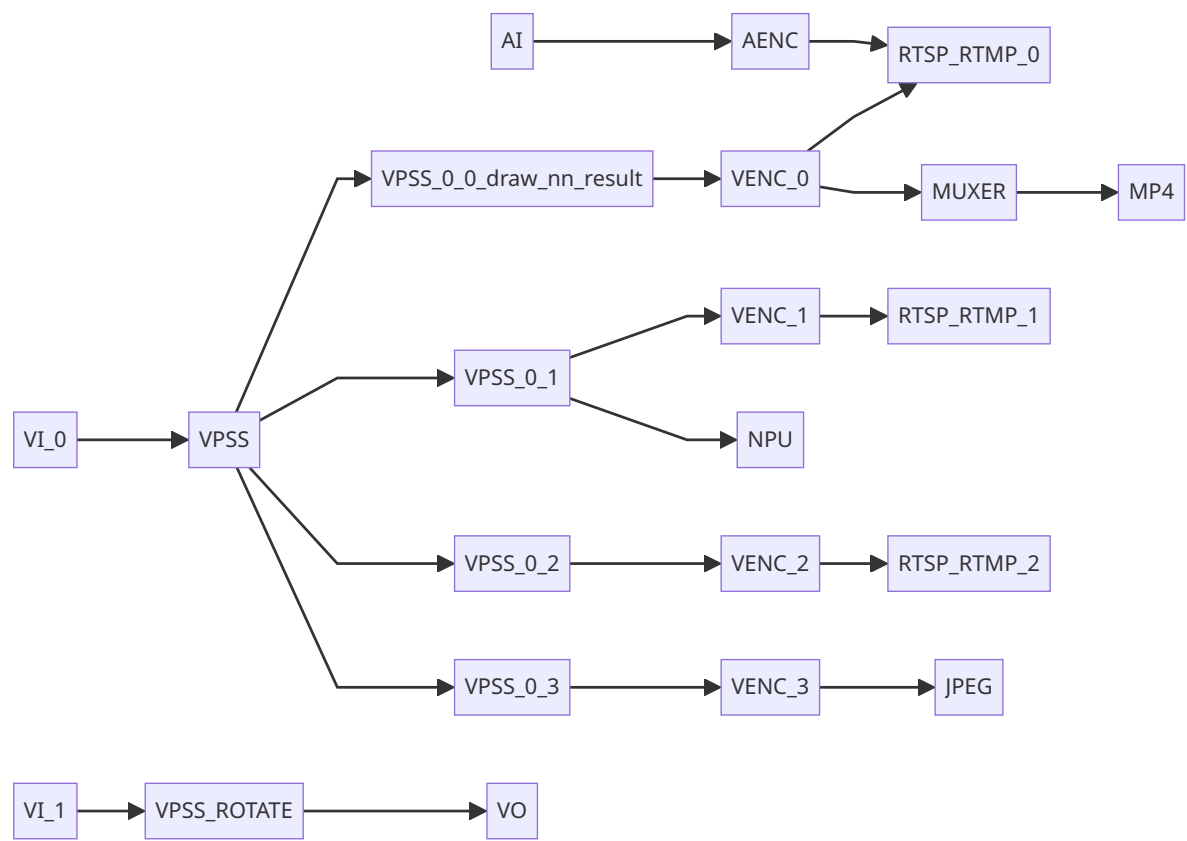 AI
AENC
RTSP_RTMP_0
VPSS_0_0_draw_nn_result
VENC_0
MUXER
MP4
VENC_1
RTSP_RTMP_1
VPSS_0_1
VI_0
VPSS
NPU
VPSS_0_2
VENC_2
RTSP_RTMP_2
VPSS_0_3
VENC_3
JPEG
VI_1
VPSS_ROTATE
VO